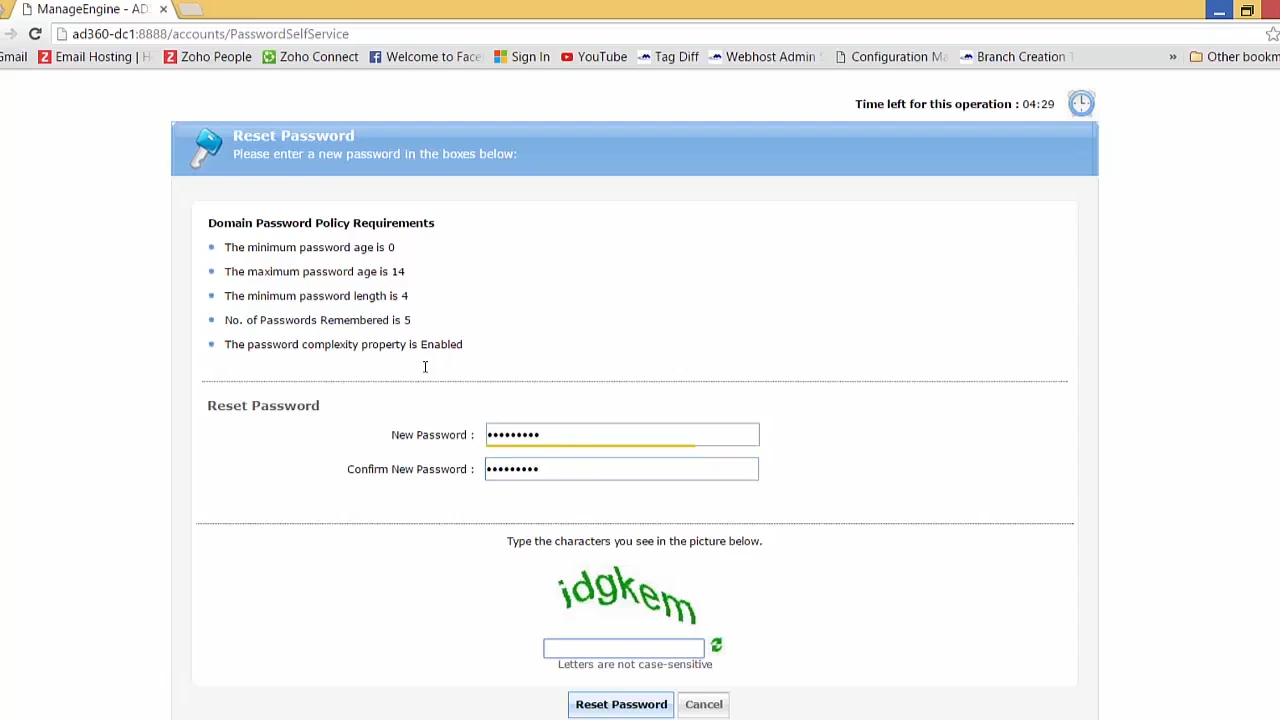 ManageEngine - AD
ad360-dc1:8888/accounts/PasswordSelfService
Gmail Email Hosting | H Zoho People Zoho Connect Welcome to Face Sign In YouTube Tag Diff Webhost Admin Configuration Ma Branch Creation T » Other bookm
Time left for this operation : 04:29
Reset Password
Please enter a new password in the boxes below:
Domain Password Policy Requirements
The minimum password age is 0
The maximum password age is 14
The minimum password length is 4
No. of Passwords Remembered is 5
The password complexity property is Enabled
Reset Password
New Password : •••••••••
Confirm New Password : •••••••••
Type the characters you see in the picture below.
idgkem
Letters are not case-sensitive
Reset Password Cancel